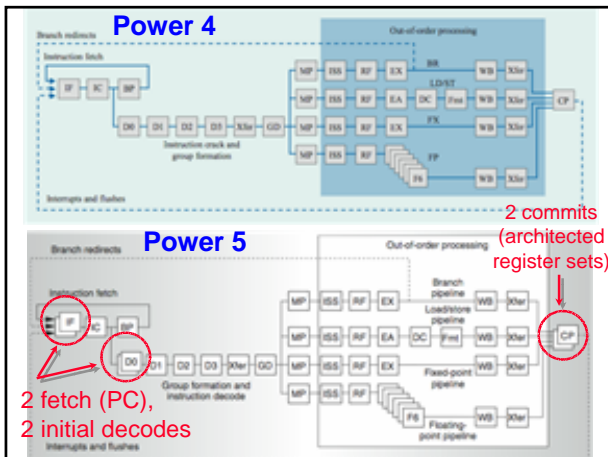 Power 4
Out-of-order processing
Branch redirects
Instruction fetch
BR
LD/ST
IF IC BP
MP ISS RF EX WB Xfer
MP ISS RF EA DC Fmt WB Xfer
CP
D0 D1 D2 D3 Xfer GD
MP ISS RF EX FX WB Xfer
Instruction crack and
group formation
MP ISS RF FP
F6 WB Xfer
Interrupts and flushes
2 commits
(architected
register sets)
Power 5
Branch redirects
Out-of-order processing
Instruction fetch
Branch
pipeline
Load/store
pipeline
IF IC BP
MP ISS RF EX WB Xfer
MP ISS RF EA DC Fmt WB Xfer
CP
D0 D1 D2 D3 Xfer GD
MP ISS RF EX WB Xfer
Fixed-point
pipeline
Group formation and
instruction decode
MP ISS RF
F6 WB Xfer
Floating-
point pipeline
2 fetch (PC),
2 initial decodes
Interrupts and flushes